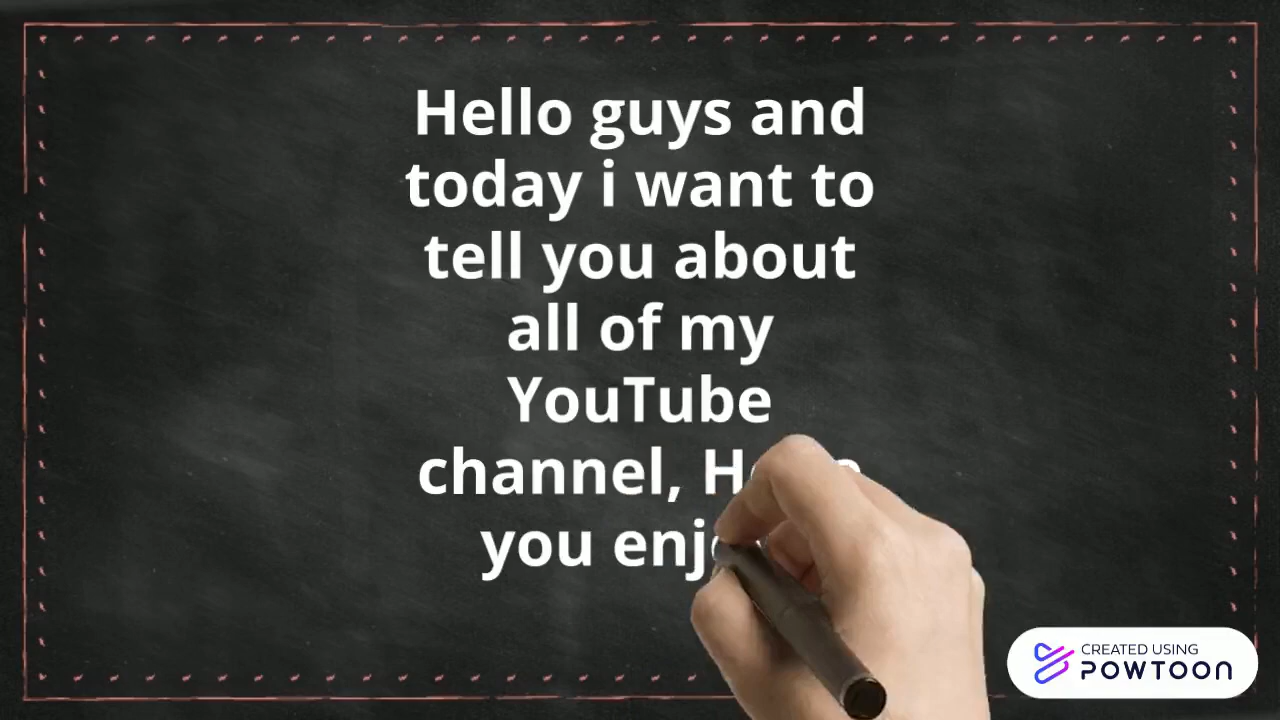 Hello guys and
today i want to
tell you about
all of my
YouTube
channel,
you
CREATED USING
POWTOON